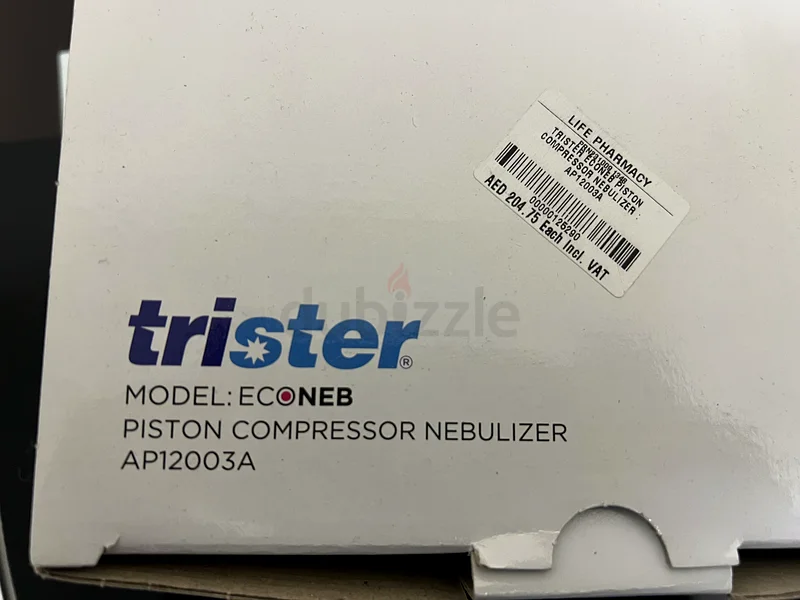 LIFE PHARMACY
TRISTER ECONEB PISTON
COMPRESSOR NEBULIZER :
AP12003A
00000125290
AED 204.75 Each Incl. VAT
dubizzle
trister®
MODEL: ECONEB
PISTON COMPRESSOR NEBULIZER
AP12003A